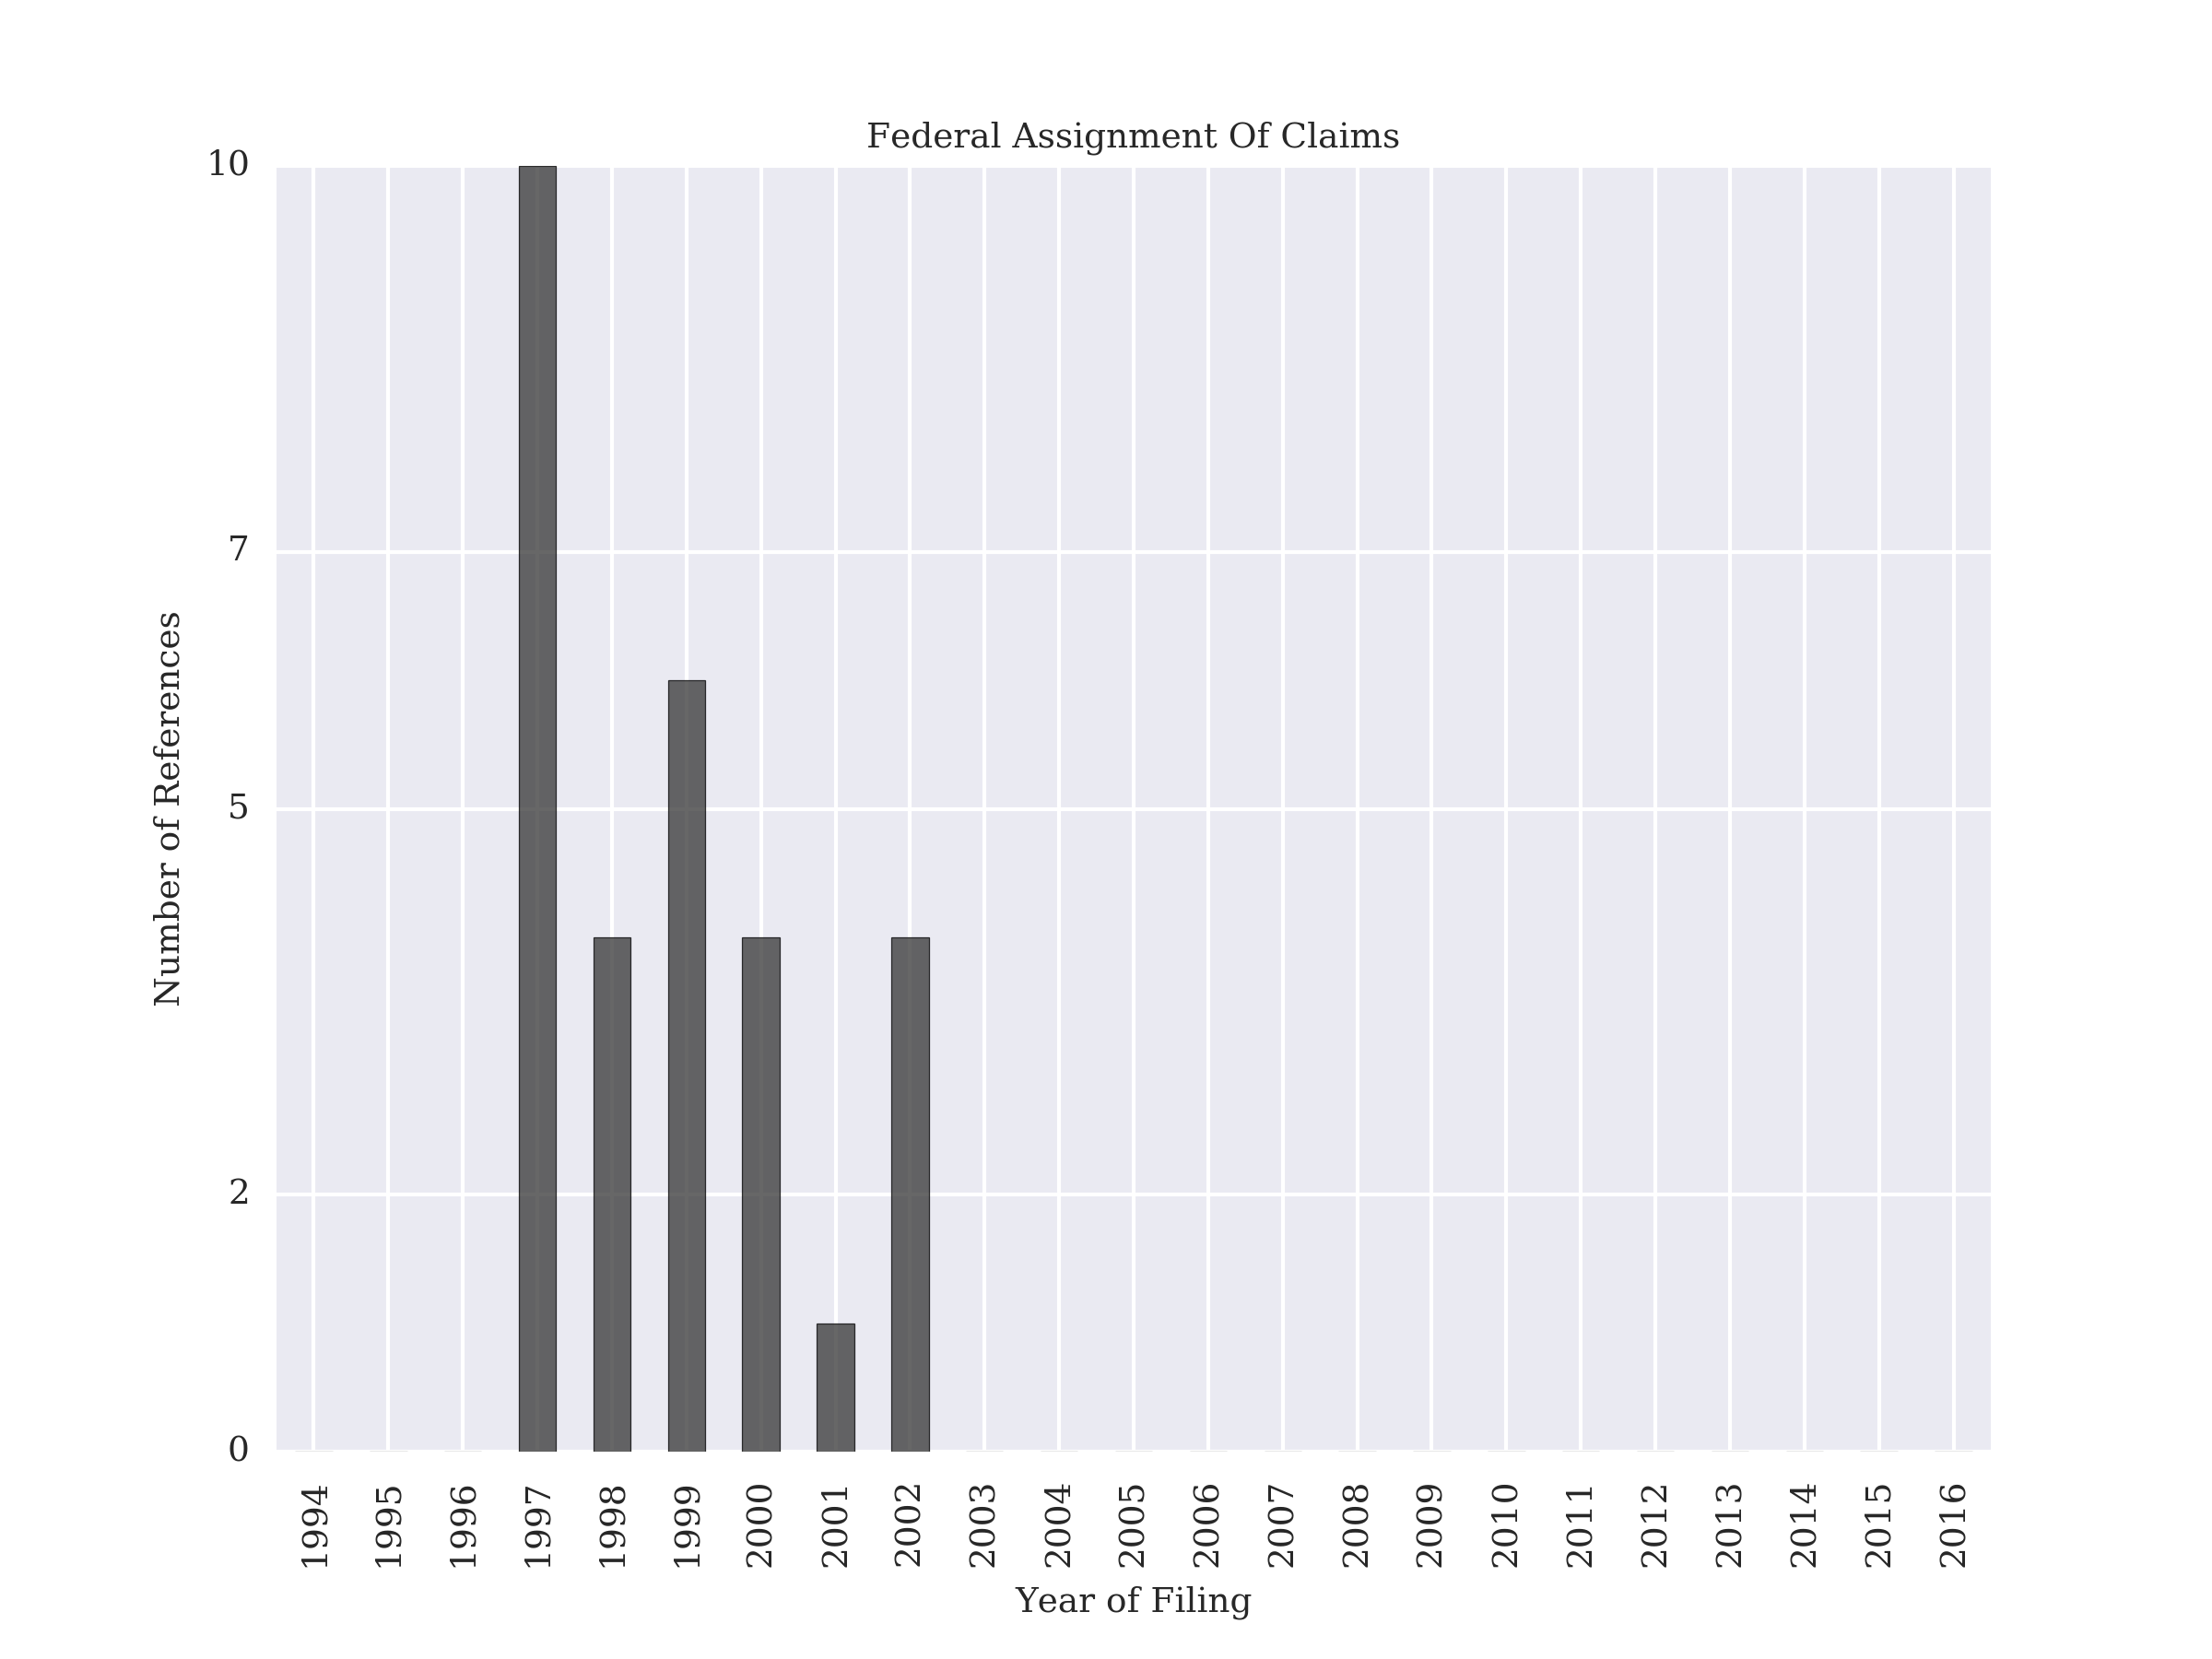 Federal Assignment Of Claims
10
7
5
2
0
Number of References
1994 1995 1996 1997 1998 1999 2000 2001 2002 2003 2004 2005 2006 2007 2008 2009 2010 2011 2012 2013 2014 2015 2016
Year of Filing